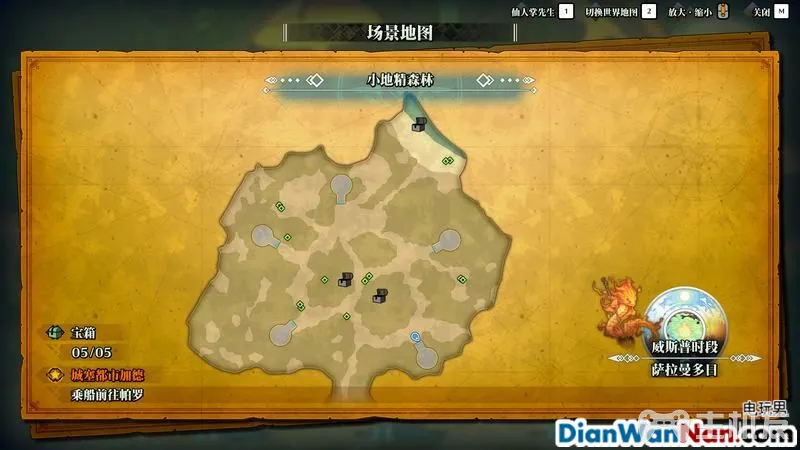 仙人掌先生 1 切换世界地图 2 放大·缩小 关闭 M
场景地图
小地精森林
宝箱
05/05
城塞都市加德
乘船前往帕罗
威斯普时段
萨拉曼多日
电玩男
DianWanNan.com